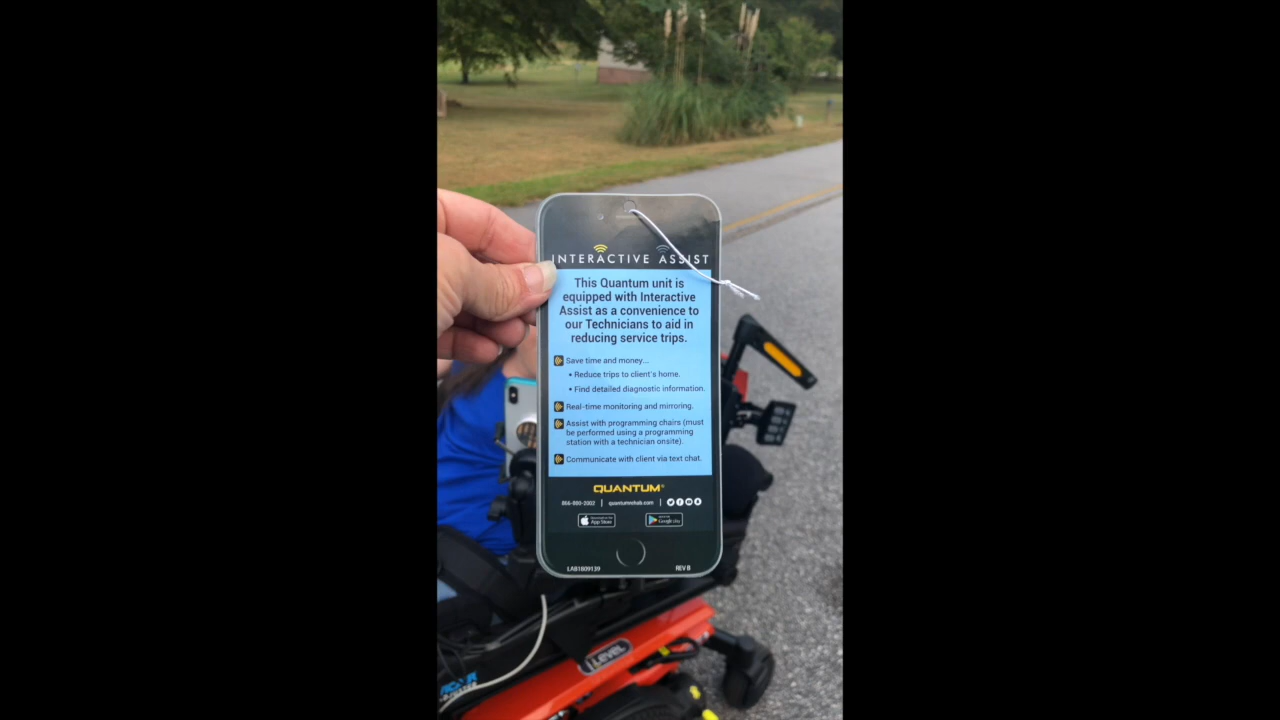 INTERACTIVE ASSIST
This Quantum unit is
equipped with Interactive
Assist as a convenience to
our Technicians to aid in
reducing service trips.
Save time and money...
• Reduce trips to client's home.
• Find detailed diagnostic information.
Real-time monitoring and mirroring.
Assist with programming chairs (must
be performed using a programming
station with a technician onsite).
Communicate with client via text chat.
QUANTUM®
866-800-2002 | quantumrehab.com |
App Store
Google Play
LAB1809139 REV B
iLevel